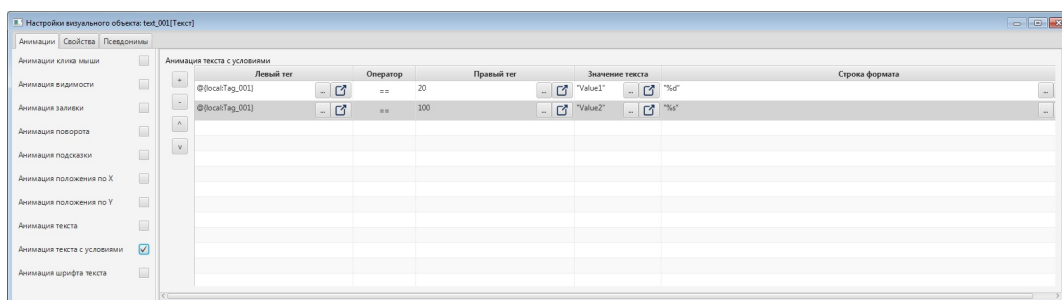 Настройки визуального объекта: text_001[Текст]
Анимации Свойства Псевдонимы
Анимации клика мыши
Анимация видимости
Анимация заливки
Анимация поворота
Анимация подсказки
Анимация положения по X
Анимация положения по Y
Анимация текста
Анимация текста с условиями
Анимация шрифта текста
Анимация текста с условиями
Левый тег Оператор Правый тег Значение текста Строка формата
+ @{local:Tag_001} ... == 20 ... "Value1" ... "%d" ...
- @{local:Tag_001} ... == 100 ... "Value2" ... "%s" ...
^
v